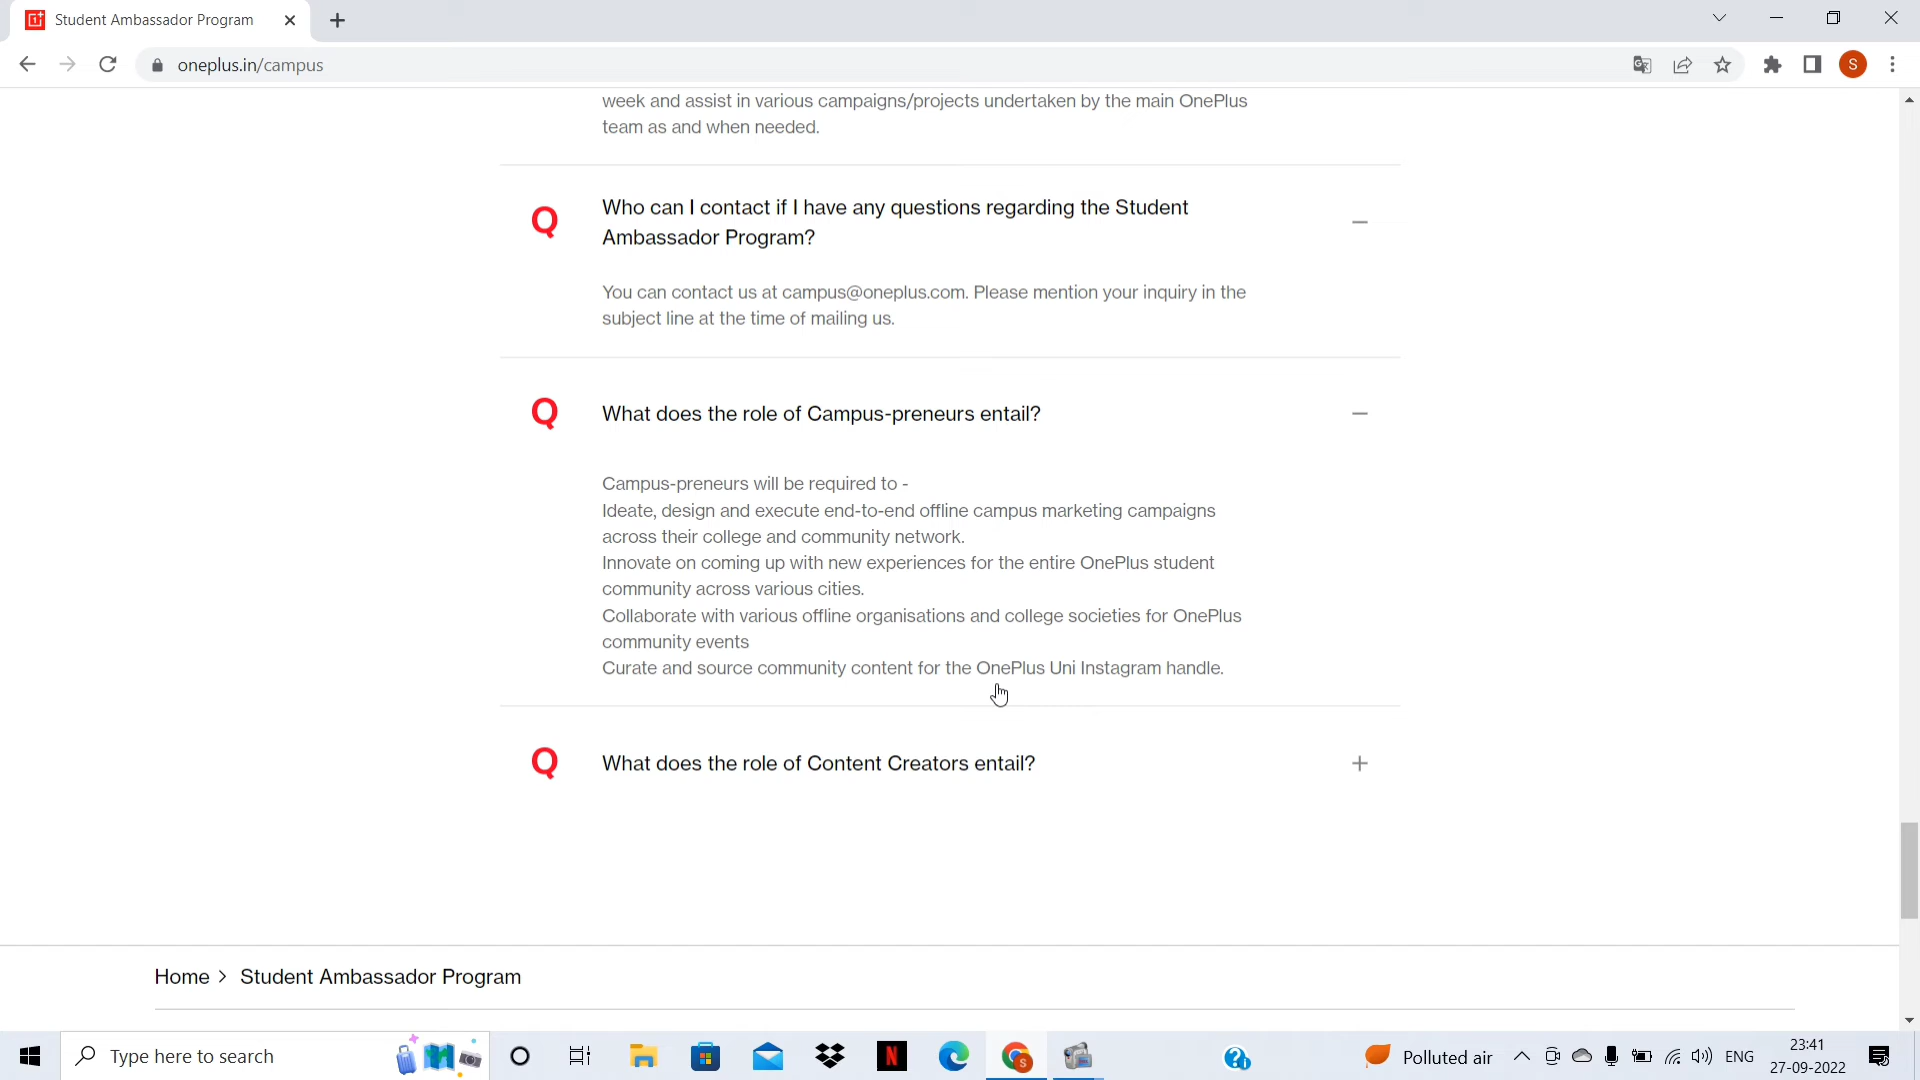 Student Ambassador Program
oneplus.in/campus
S
week and assist in various campaigns/projects undertaken by the main OnePlus
team as and when needed.
Q
Who can I contact if I have any questions regarding the Student
Ambassador Program?
You can contact us at campus@oneplus.com. Please mention your inquiry in the
subject line at the time of mailing us.
Q
What does the role of Campus-preneurs entail?
Campus-preneurs will be required to -
Ideate, design and execute end-to-end offline campus marketing campaigns
across their college and community network.
Innovate on coming up with new experiences for the entire OnePlus student
community across various cities.
Collaborate with various offline organisations and college societies for OnePlus
community events
Curate and source community content for the OnePlus Uni Instagram handle.
Q
What does the role of Content Creators entail?
Home > Student Ambassador Program
Type here to search
Polluted air
ENG
23:41
27-09-2022